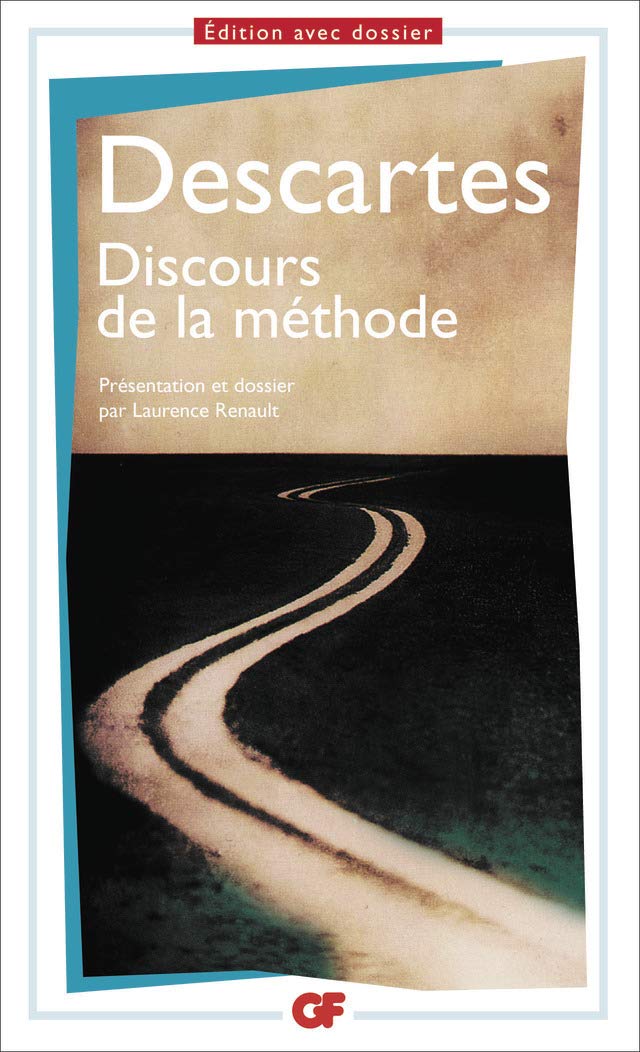 Édition avec dossier
Descartes
Discours
de la méthode
Présentation et dossier
par Laurence Renault
GF